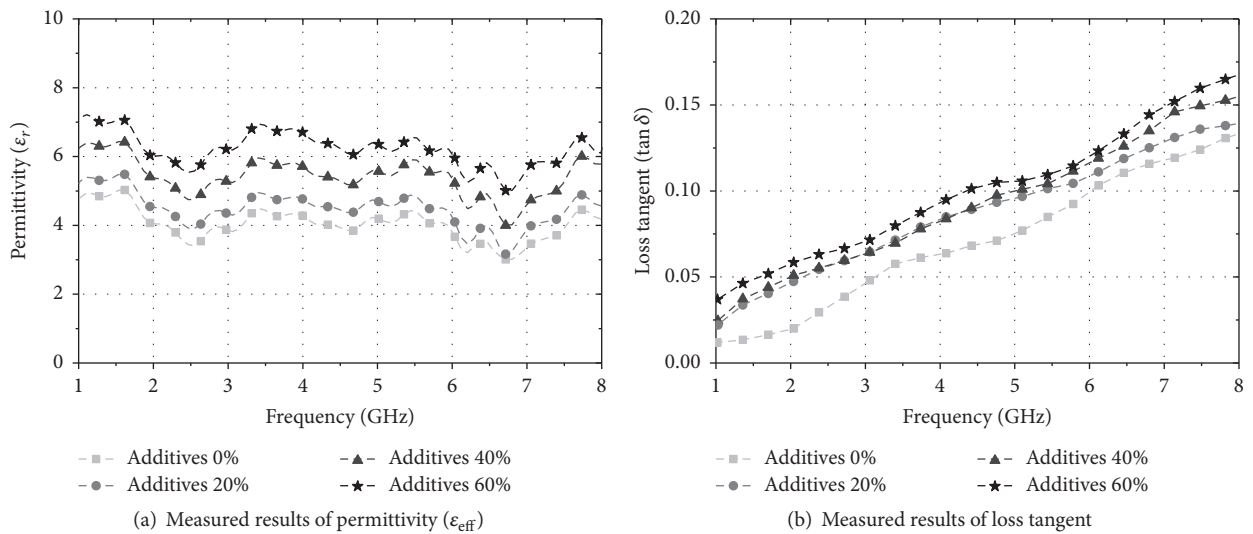 10
8
6
4
2
0
Permittivity (εr)
1 2 3 4 5 6 7 8
Frequency (GHz)
Additives 0%
Additives 20%
Additives 40%
Additives 60%
(a) Measured results of permittivity (εeff)
0.20
0.15
0.10
0.05
0.00
Loss tangent (tan δ)
1 2 3 4 5 6 7 8
Frequency (GHz)
Additives 0%
Additives 20%
Additives 40%
Additives 60%
(b) Measured results of loss tangent